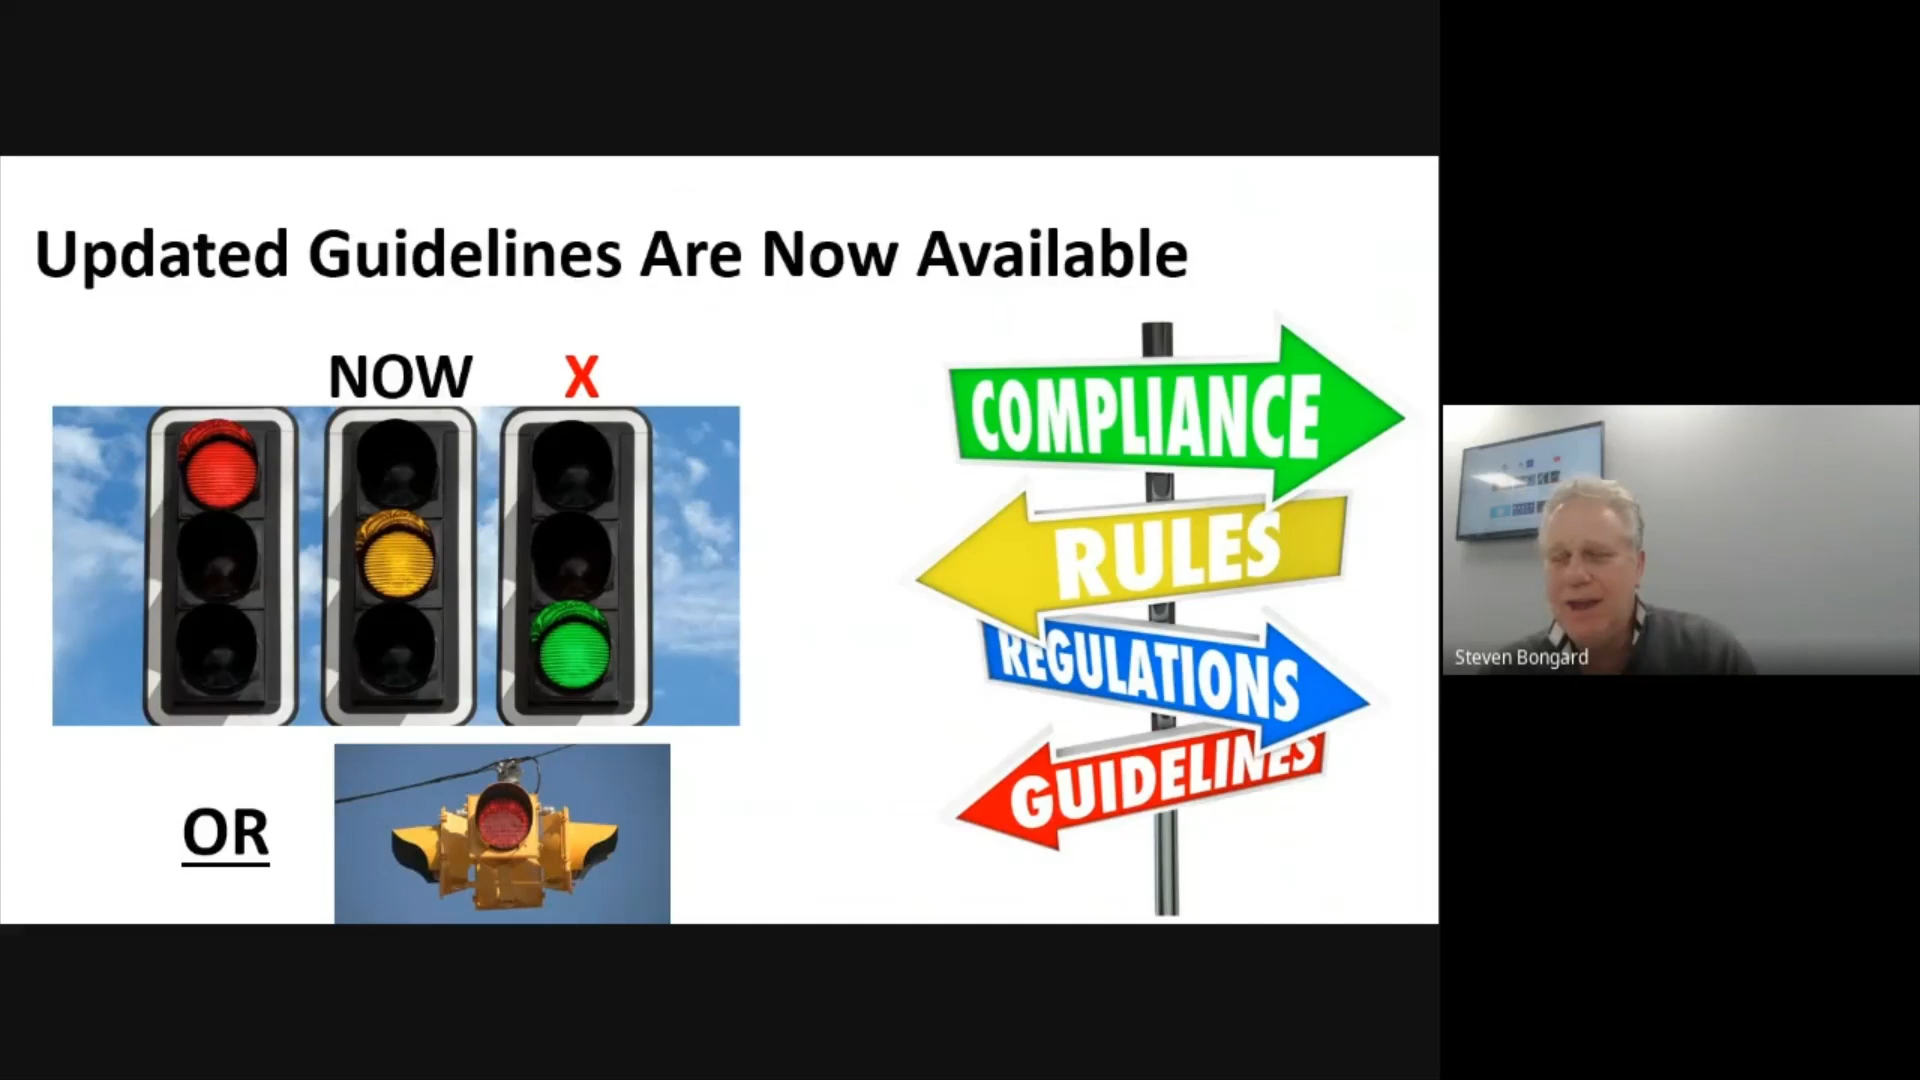 Updated Guidelines Are Now Available
NOW X
COMPLIANCE
RULES
REGULATIONS
GUIDELINES
OR
Steven Bongard